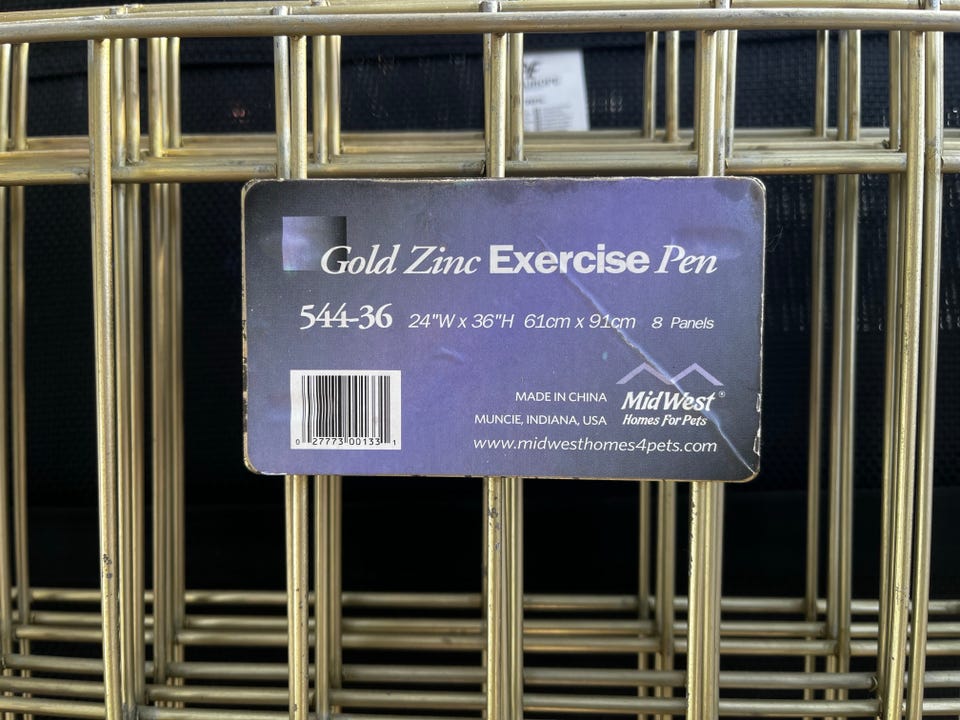 Gold Zinc Exercise Pen
544-36 24"W x 36"H 61cm x 91cm 8 Panels
MADE IN CHINA
MidWest®
MUNCIE, INDIANA, USA
Homes For Pets
www.midwesthomes4pets.com
0 27773 00133 1